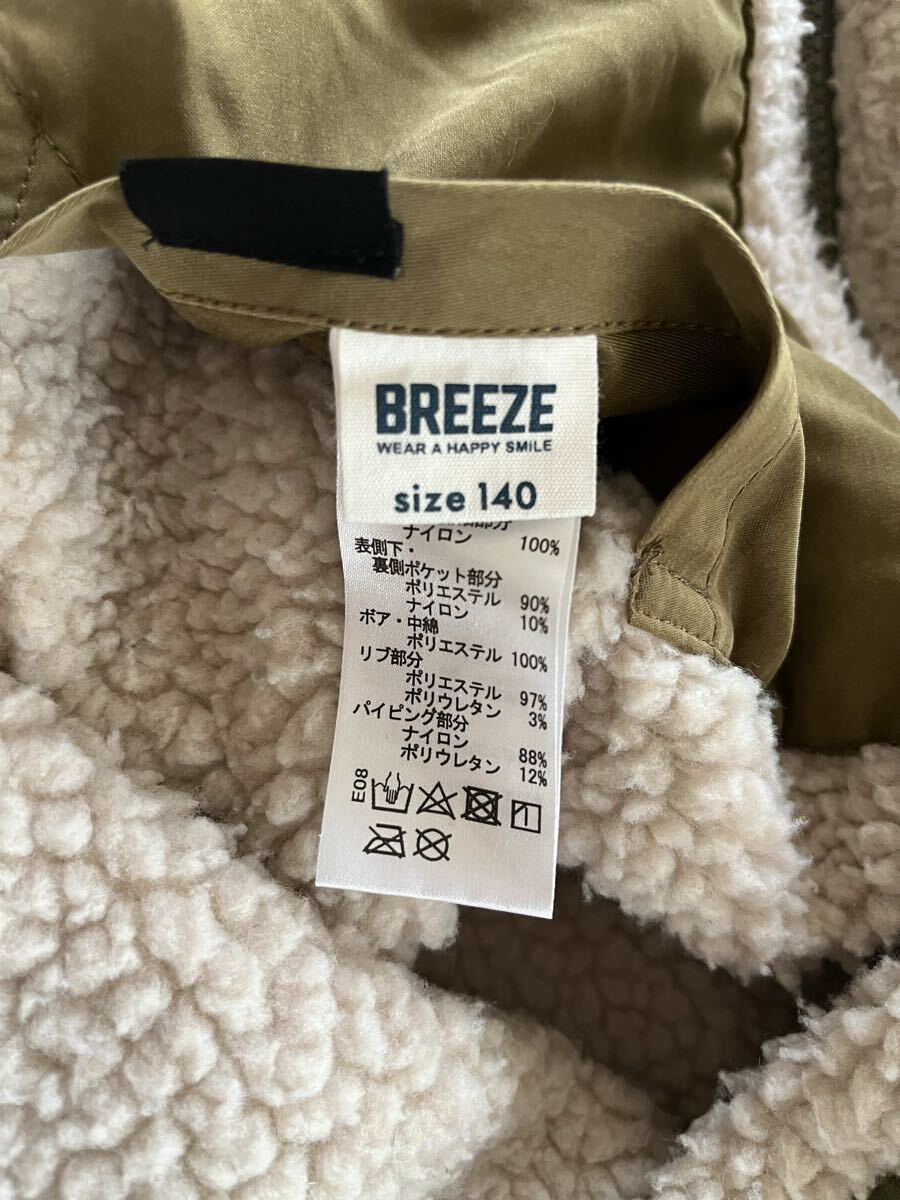 BREEZE
WEAR A HAPPY SMILE
size 140
部分
ナイロン 100%
表側下・
裏側ポケット部分
ポリエステル 90%
ナイロン 10%
ボア・中綿
ポリエステル 100%
リブ部分
ポリエステル 97%
ポリウレタン 3%
パイピング部分
ナイロン 88%
ポリウレタン 12%
E08